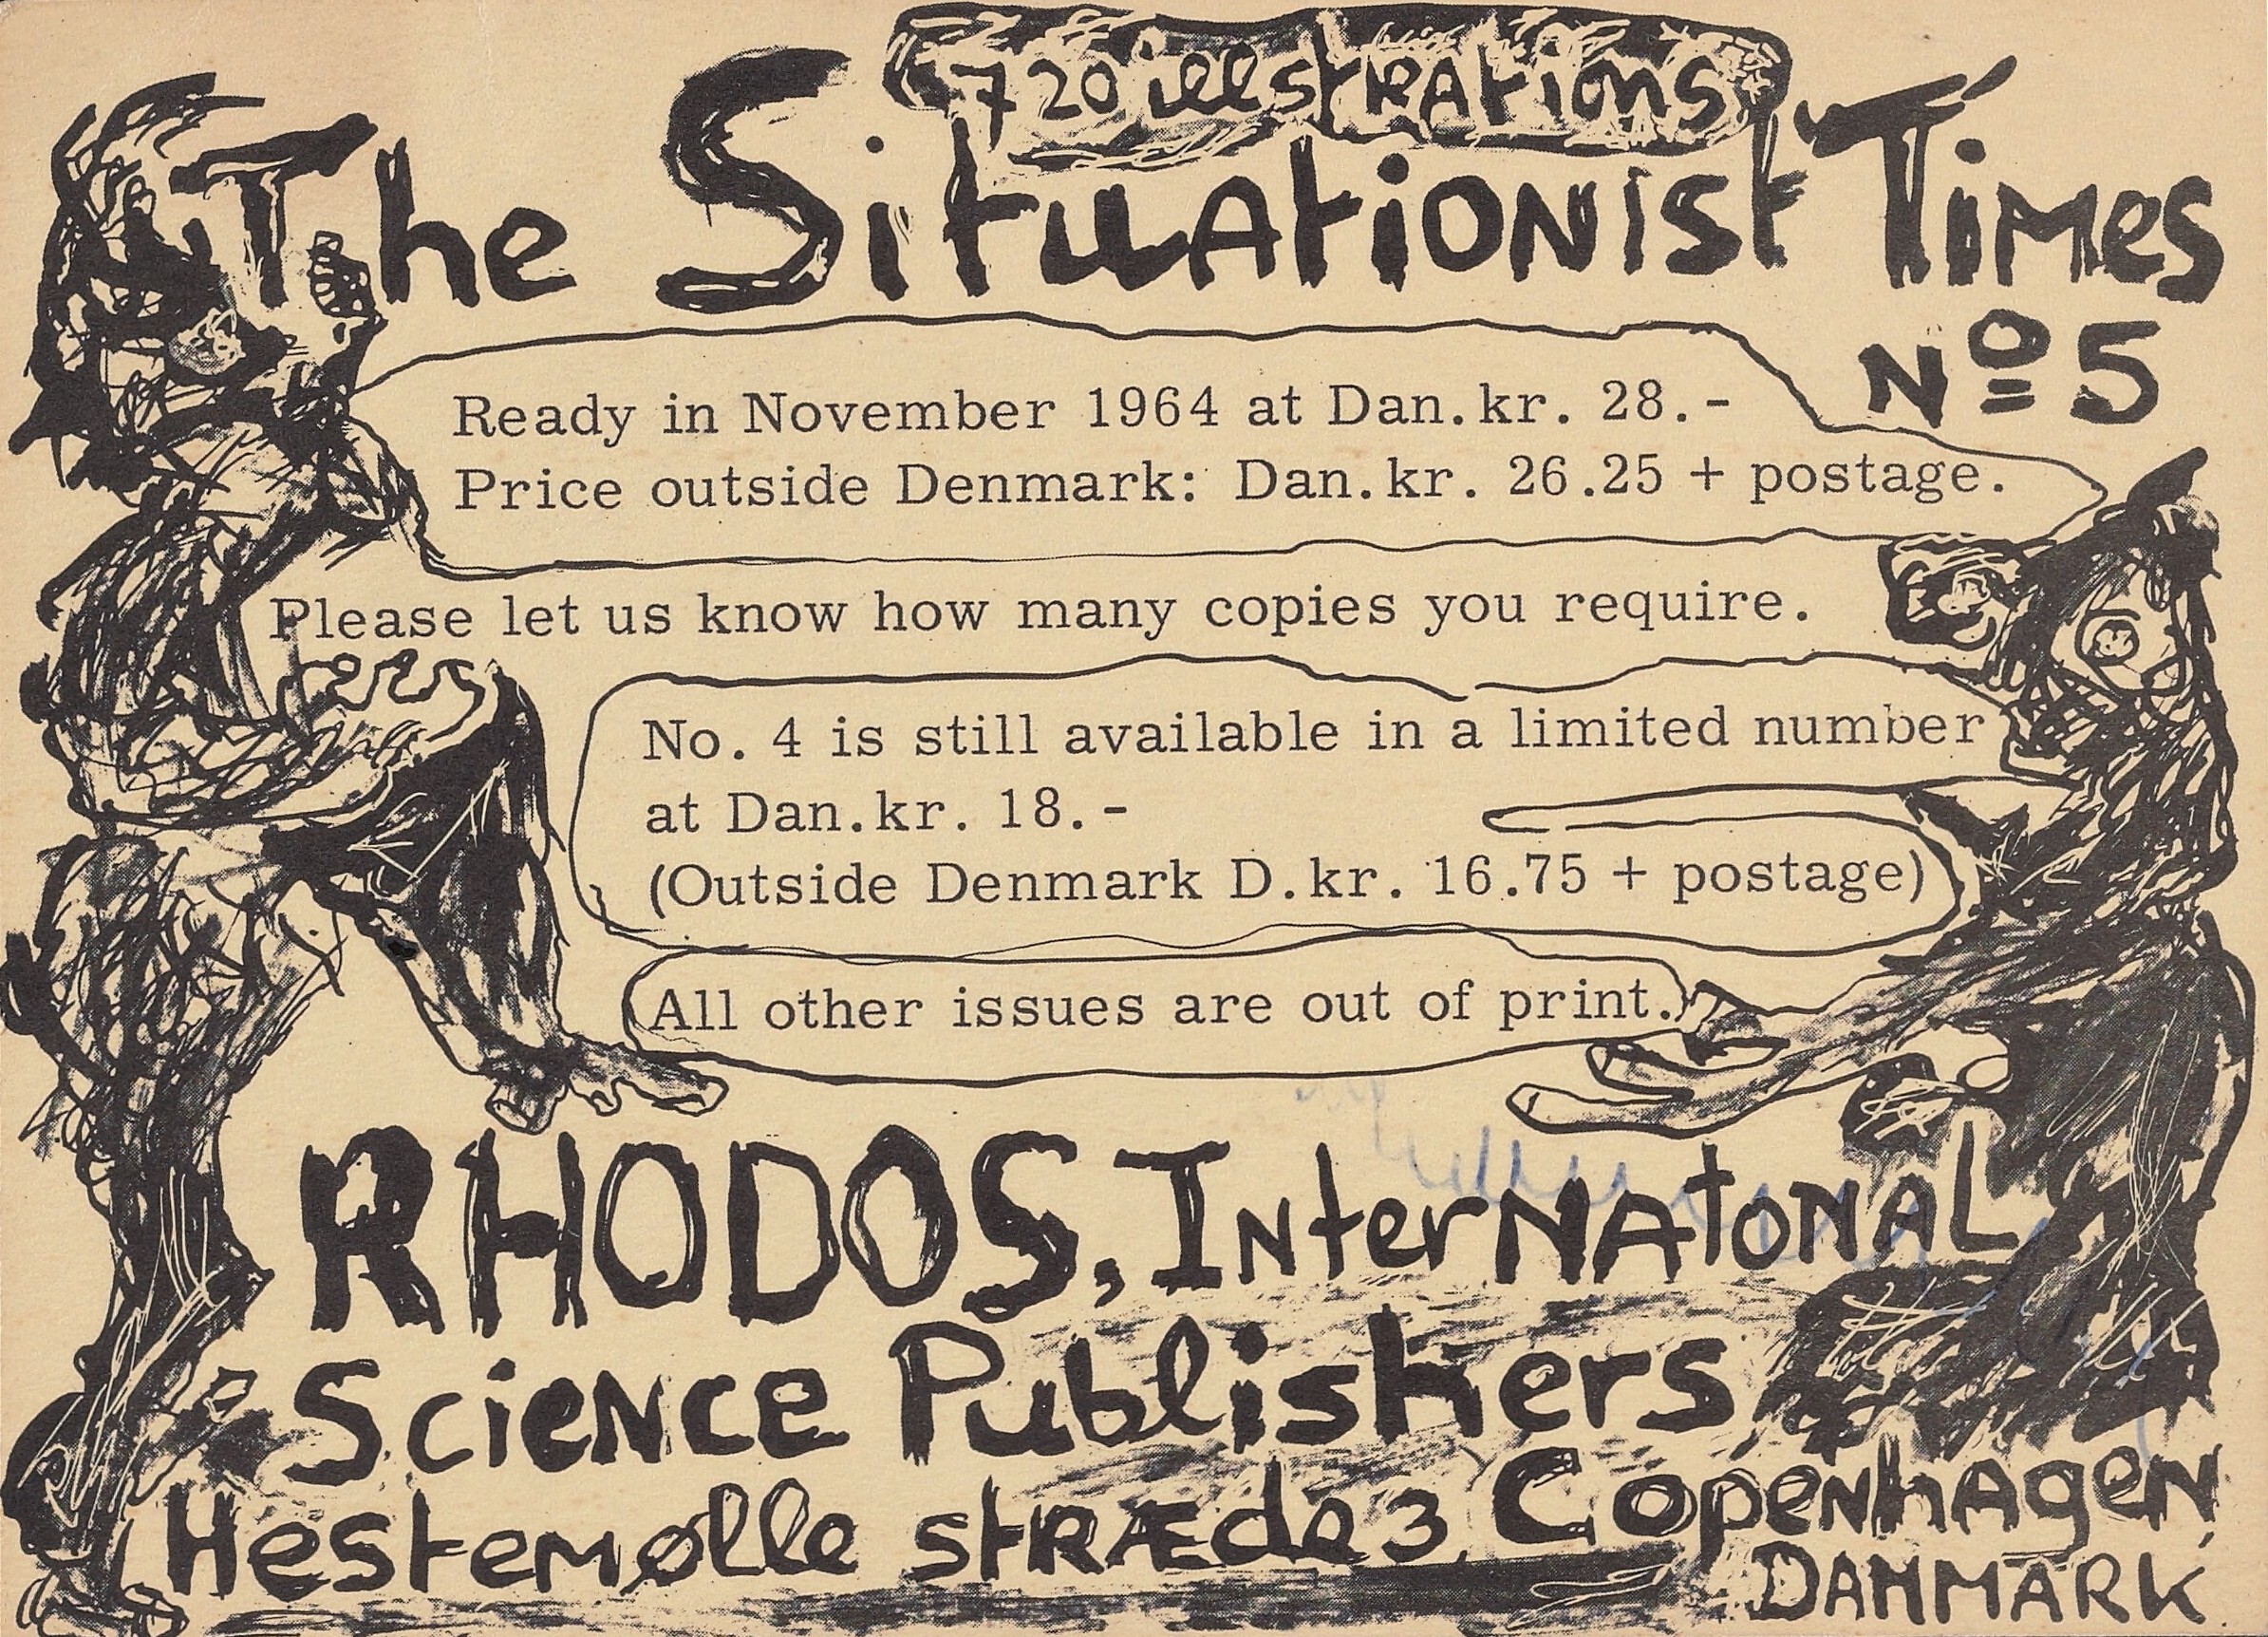 720 illestrations
The Situationist Times
Nº 5
Ready in November 1964 at Dan.kr. 28.-
Price outside Denmark: Dan.kr. 26.25 + postage.
Please let us know how many copies you require.
No. 4 is still available in a limited number
at Dan.kr. 18.-
(Outside Denmark D.kr. 16.75 + postage)
All other issues are out of print.
RHODOS, InternatonAL
Science Publishers
Hestemølle stræde 3, Copenhagen
DANMARK